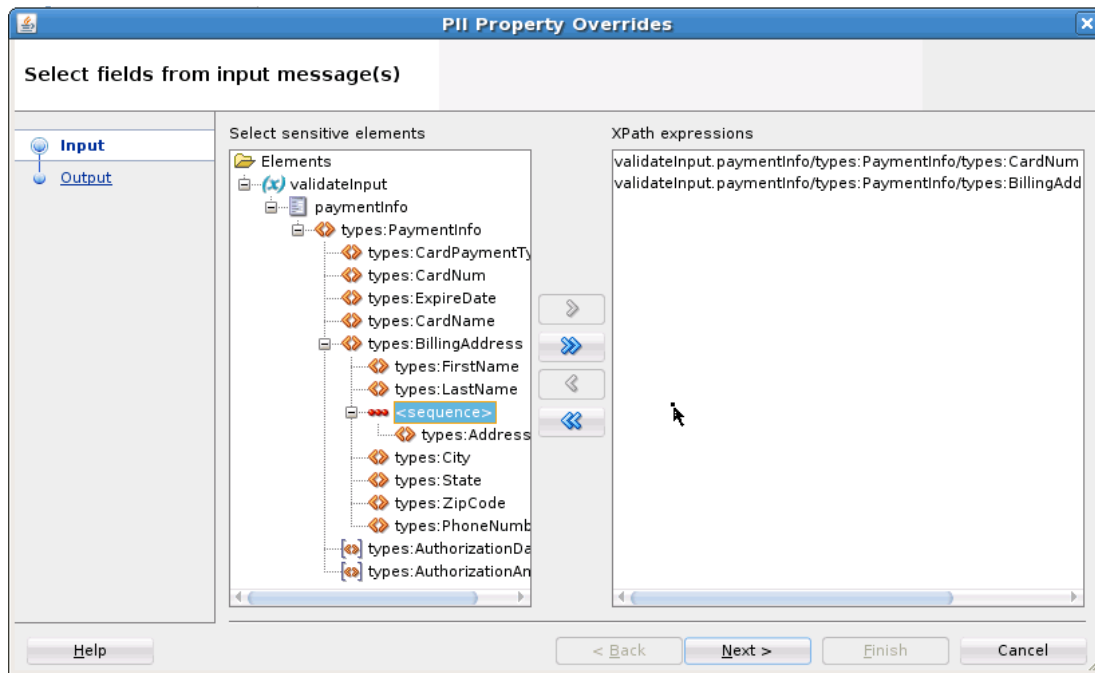 PII Property Overrides
Select fields from input message(s)
Input
Output
Select sensitive elements
Elements
(x) validateInput
paymentInfo
types:PaymentInfo
types:CardPaymentTy
types:CardNum
types:ExpireDate
types:CardName
types:BillingAddress
types:FirstName
types:LastName
<sequence>
types:Address
types:City
types:State
types:ZipCode
types:PhoneNumb
types:AuthorizationDa
types:AuthorizationAn
XPath expressions
validateInput.paymentInfo/types:PaymentInfo/types:CardNum
validateInput.paymentInfo/types:PaymentInfo/types:BillingAdd
Help
< Back
Next >
Finish
Cancel